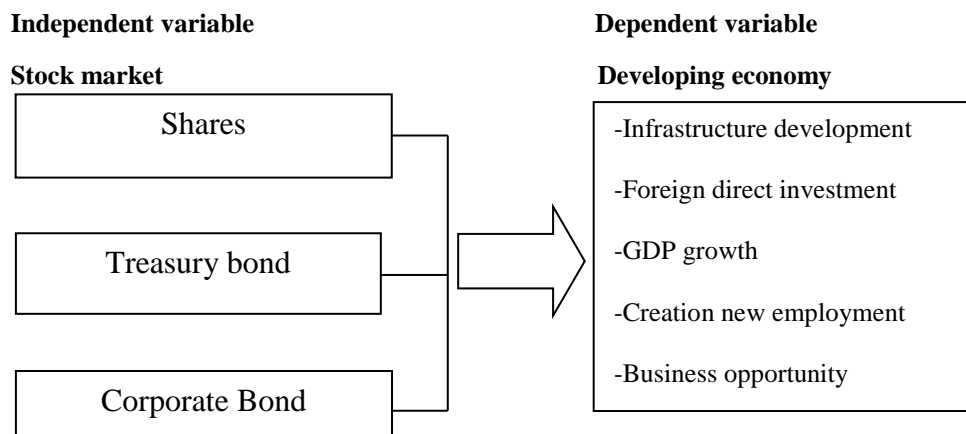 Independent variable
Dependent variable
Stock market
Developing economy
Shares
Treasury bond
Corporate Bond
-Infrastructure development
-Foreign direct investment
-GDP growth
-Creation new employment
-Business opportunity